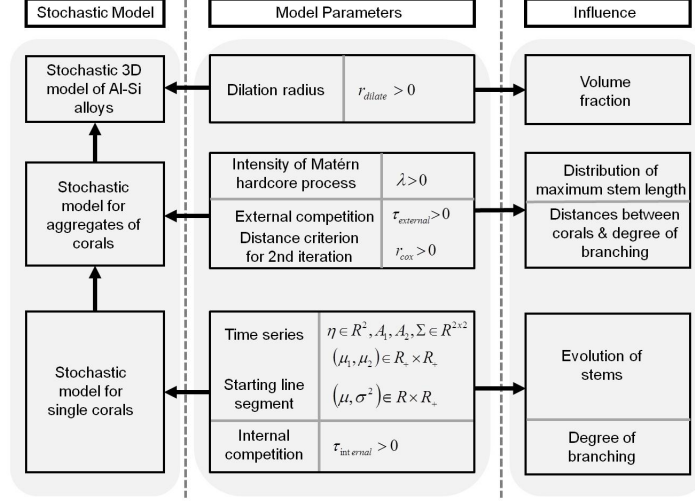 Stochastic Model
Model Parameters
Influence
Stochastic 3D
model of Al-Si
alloys
Dilation radius
r_dilate > 0
Volume
fraction
Stochastic
model for
aggregates of
corals
Intensity of Matérn
hardcore process
λ>0
External competition
τ_external>0
Distance criterion
for 2nd iteration
r_cox >0
Distribution of
maximum stem length
Distances between
corals & degree of
branching
Stochastic
model for
single corals
Time series
η ∈ R², A₁, A₂, Σ ∈ R²ˣ²
(μ₁, μ₂) ∈ R₊ × R₊
Starting line
segment
(μ, σ²) ∈ R × R₊
Internal
competition
τ_internal > 0
Evolution of
stems
Degree of
branching